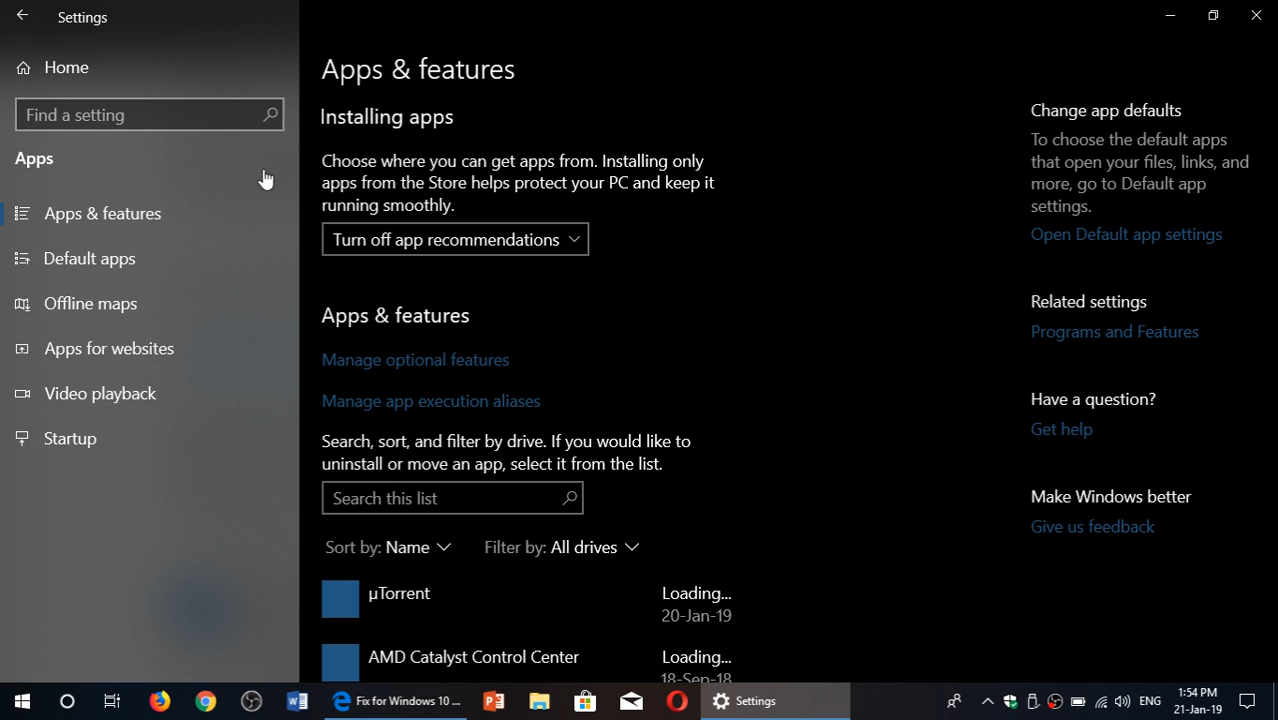 Settings
Home
Find a setting
Apps
Apps & features
Default apps
Offline maps
Apps for websites
Video playback
Startup
Apps & features
Installing apps
Choose where you can get apps from. Installing only
apps from the Store helps protect your PC and keep it
running smoothly.
Turn off app recommendations
Apps & features
Manage optional features
Manage app execution aliases
Search, sort, and filter by drive. If you would like to
uninstall or move an app, select it from the list.
Search this list
Sort by: Name
Filter by: All drives
µTorrent
Loading...
20-Jan-19
AMD Catalyst Control Center
Loading...
18-Sep-18
Change app defaults
To choose the default apps
that open your files, links, and
more, go to Default app
settings.
Open Default app settings
Related settings
Programs and Features
Have a question?
Get help
Make Windows better
Give us feedback
Fix for Windows 10 ...
Settings
ENG
1:54 PM
21-Jan-19